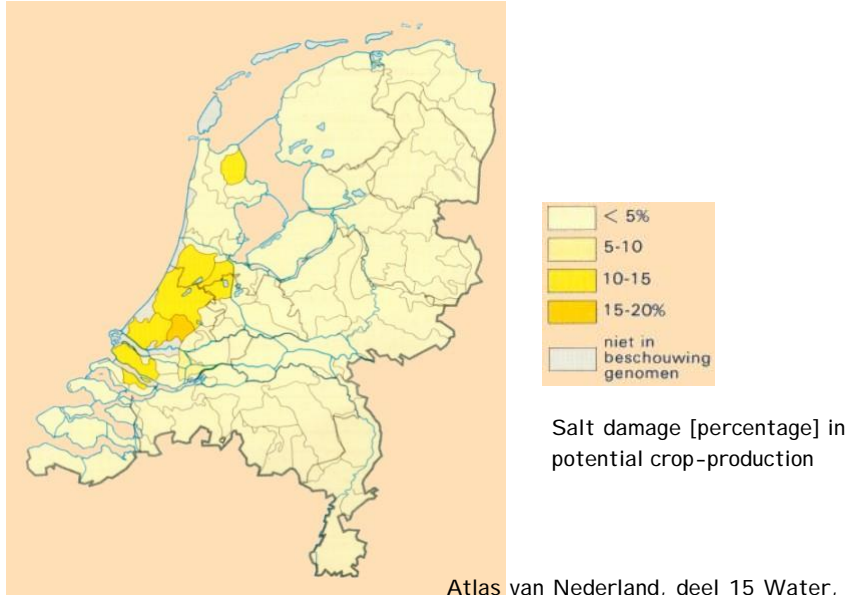 < 5%
5-10
10-15
15-20%
niet in
beschouwing
genomen
Salt damage [percentage] in
potential crop-production
Atlas van Nederland, deel 15 Water,